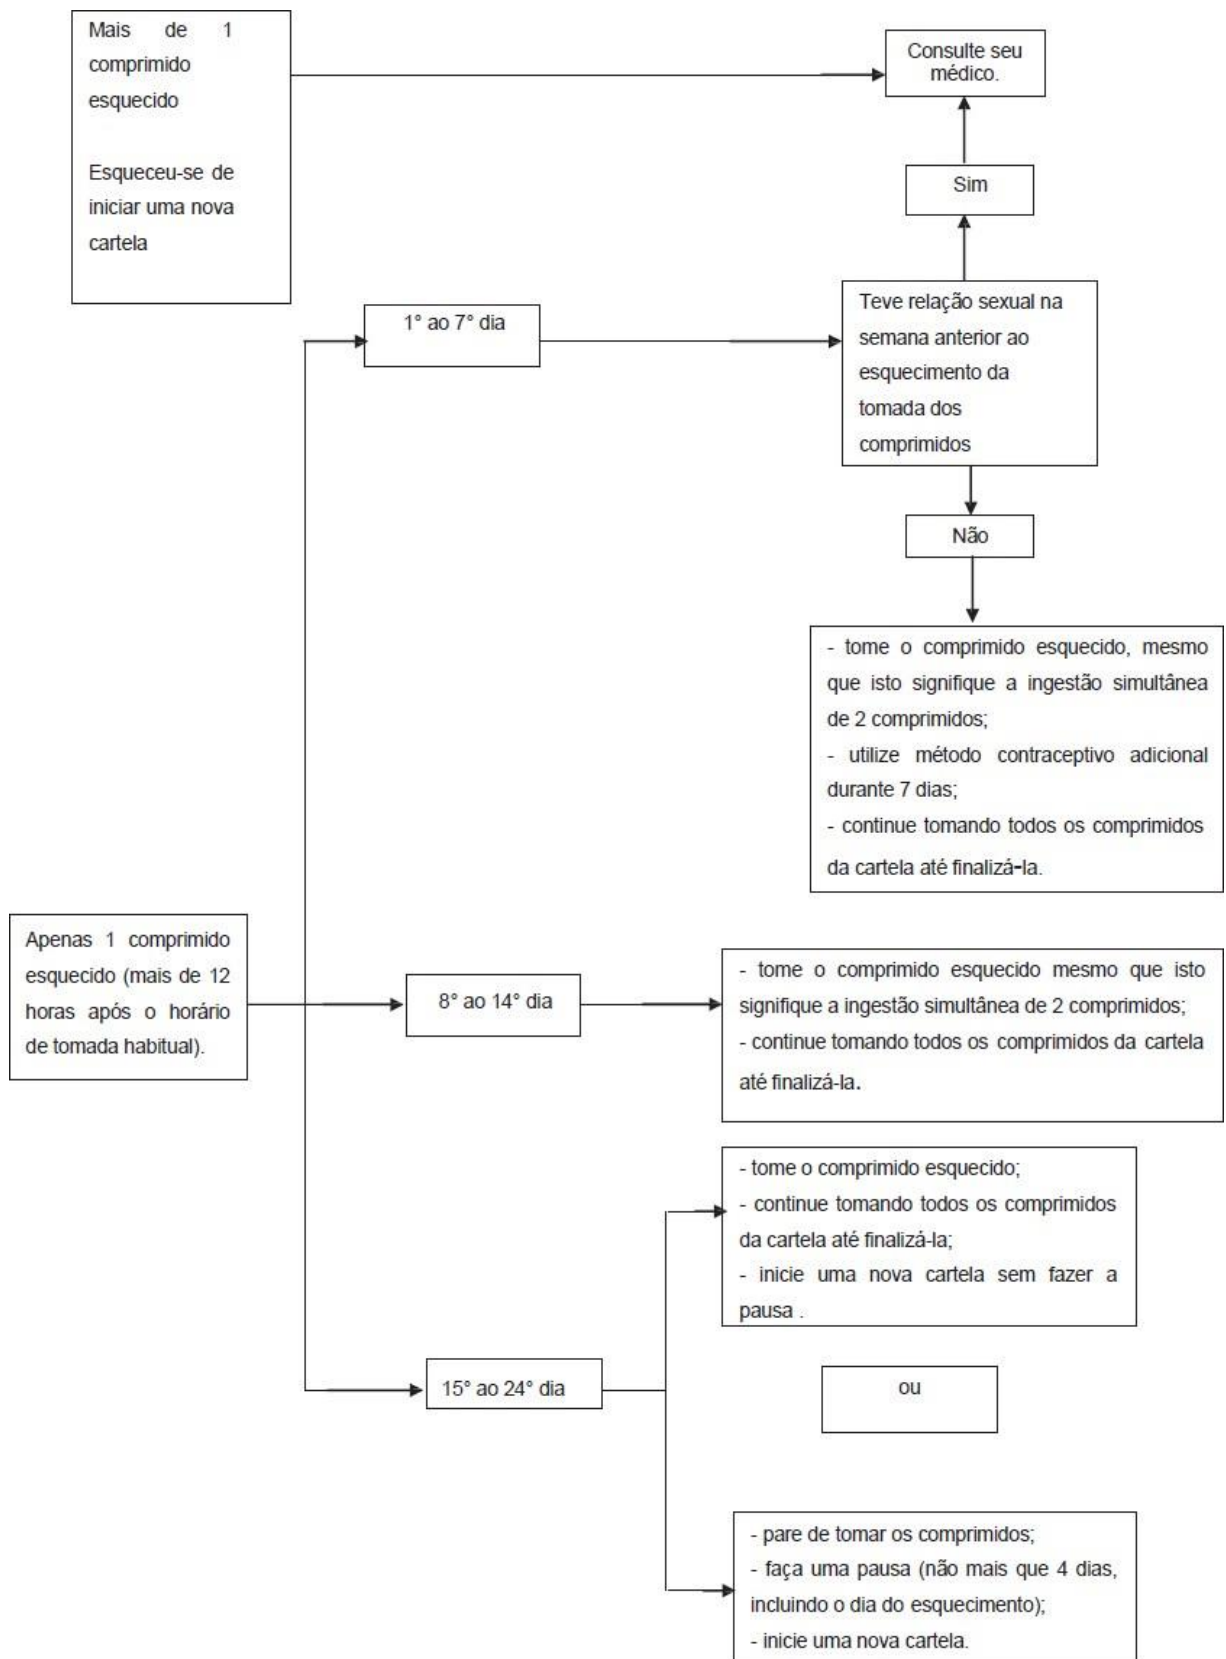 Mais de 1
comprimido
esquecido
Esqueceu-se de
iniciar uma nova
cartela
Consulte seu
médico.
Sim
1° ao 7° dia
Teve relação sexual na
semana anterior ao
esquecimento da
tomada dos
comprimidos
Não
- tome o comprimido esquecido, mesmo
que isto signifique a ingestão simultânea
de 2 comprimidos;
- utilize método contraceptivo adicional
durante 7 dias;
- continue tomando todos os comprimidos
da cartela até finalizá-la.
Apenas 1 comprimido
esquecido (mais de 12
horas após o horário
de tomada habitual).
8° ao 14° dia
- tome o comprimido esquecido mesmo que isto
signifique a ingestão simultânea de 2 comprimidos;
- continue tomando todos os comprimidos da cartela
até finalizá-la.
15° ao 24° dia
- tome o comprimido esquecido;
- continue tomando todos os comprimidos
da cartela até finalizá-la;
- inicie uma nova cartela sem fazer a
pausa .
ou
- pare de tomar os comprimidos;
- faça uma pausa (não mais que 4 dias,
incluindo o dia do esquecimento);
- inicie uma nova cartela.